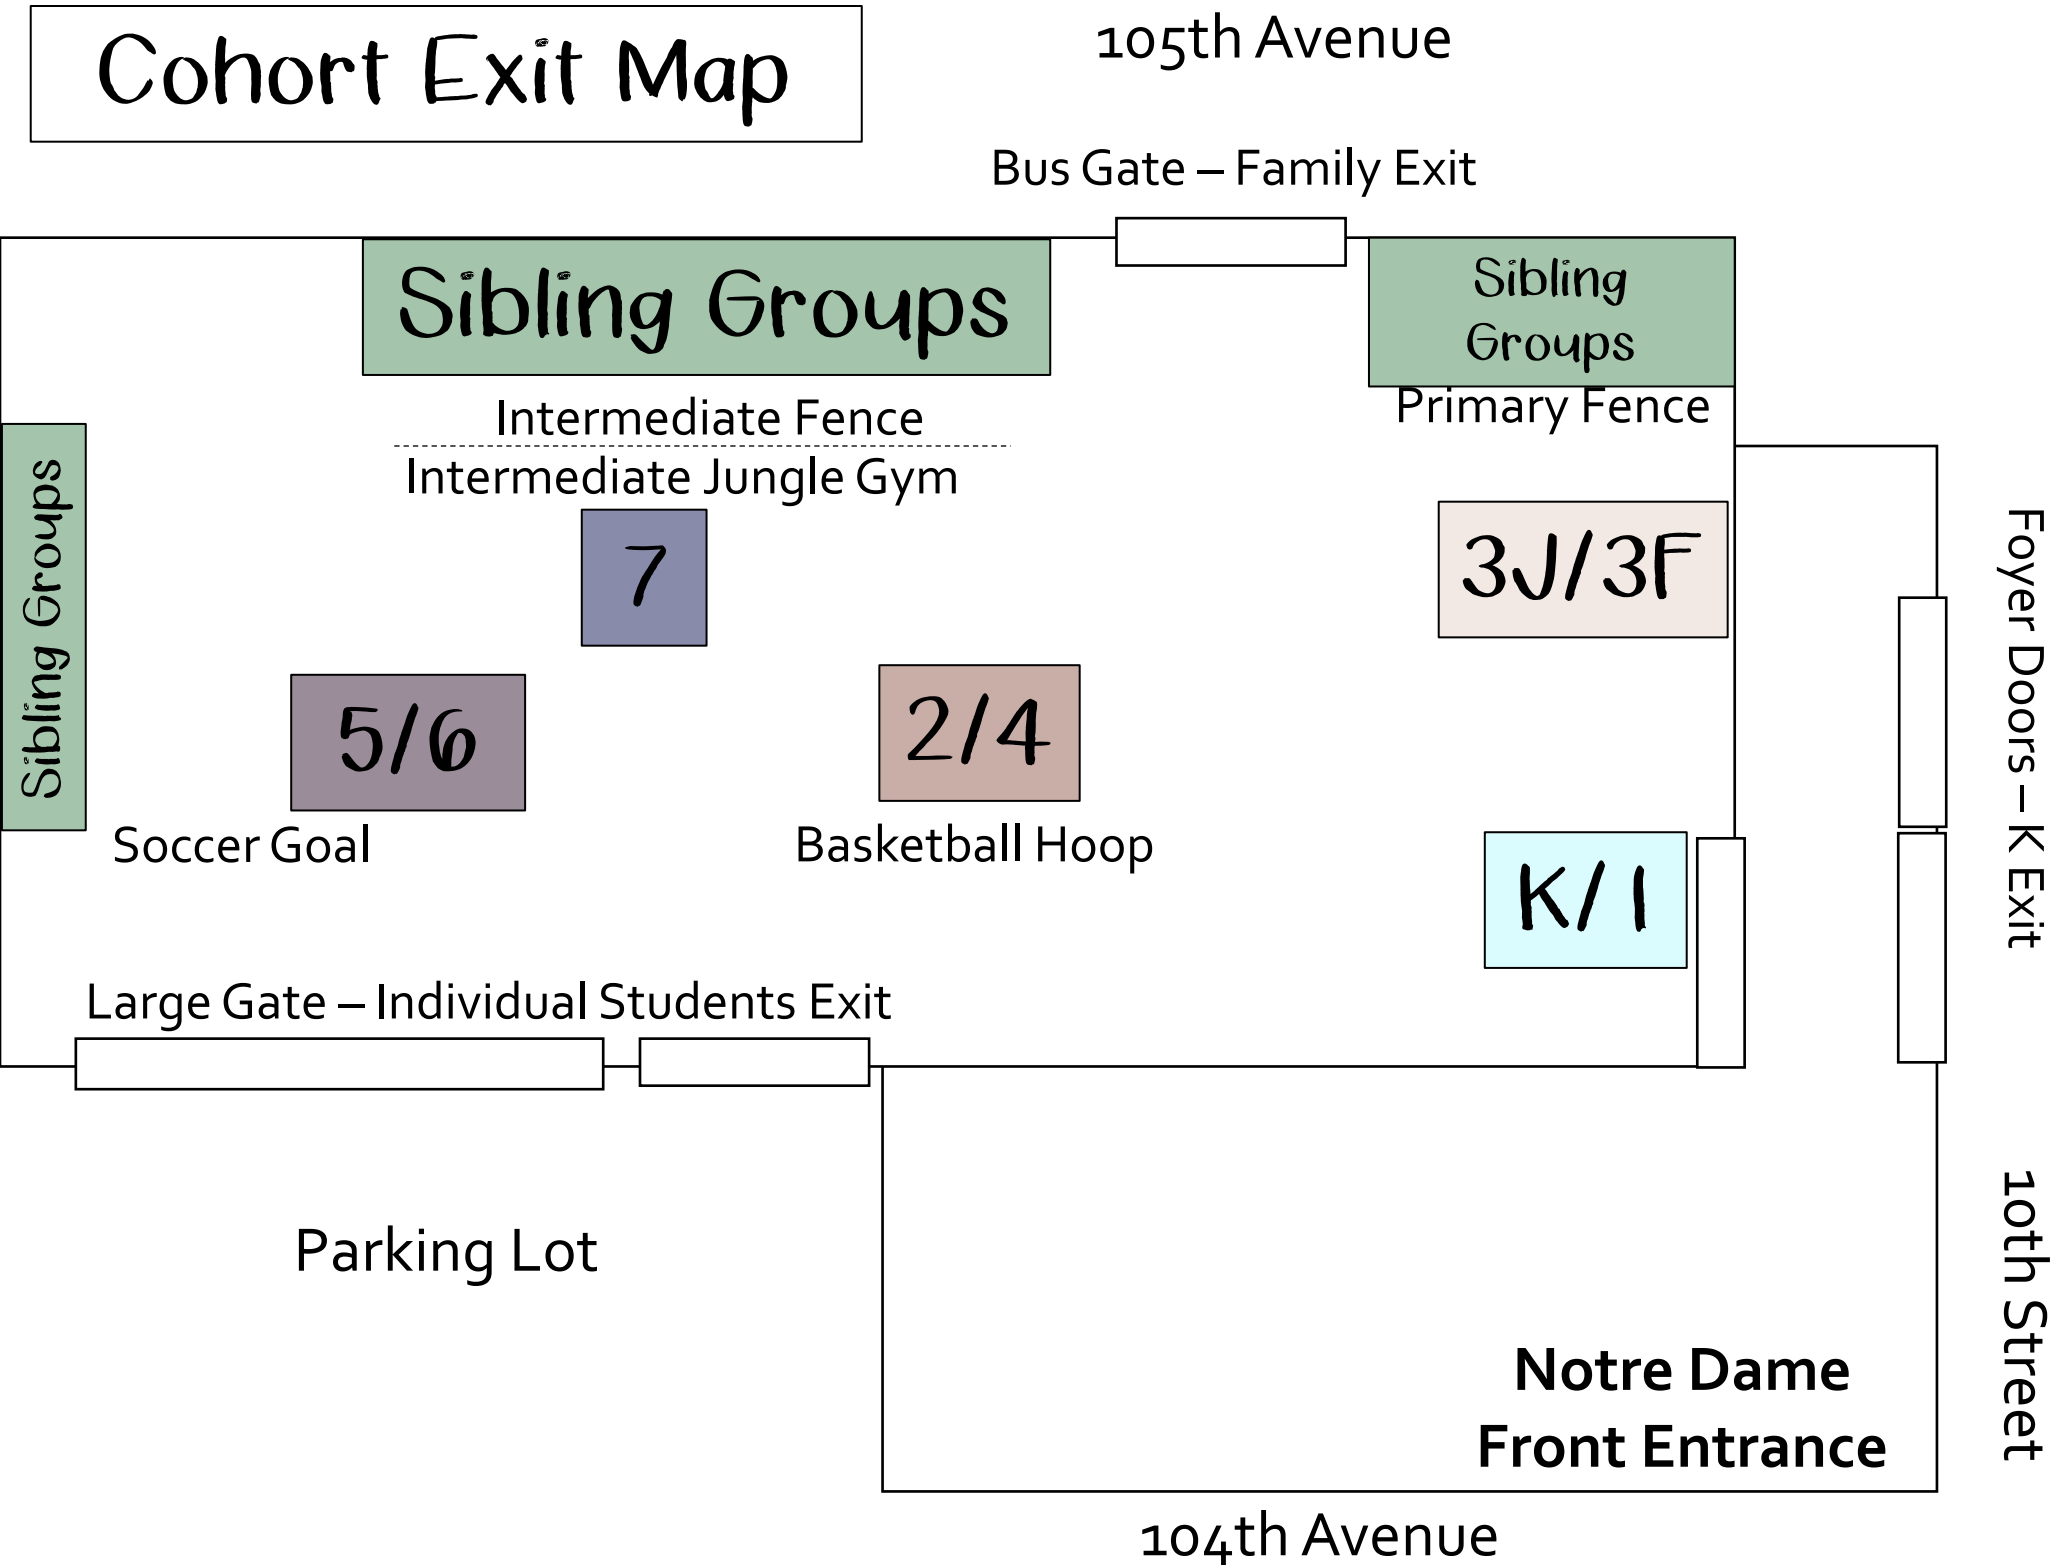 Cohort Exit Map
105th Avenue
Bus Gate – Family Exit
Sibling Groups
Sibling
Groups
Intermediate Fence
Primary Fence
Intermediate Jungle Gym
Sibling Groups
7
3J/3F
5/6
2/4
Soccer Goal
Basketball Hoop
K/1
Foyer Doors – K Exit
Large Gate – Individual Students Exit
Parking Lot
10th Street
Notre Dame
Front Entrance
104th Avenue